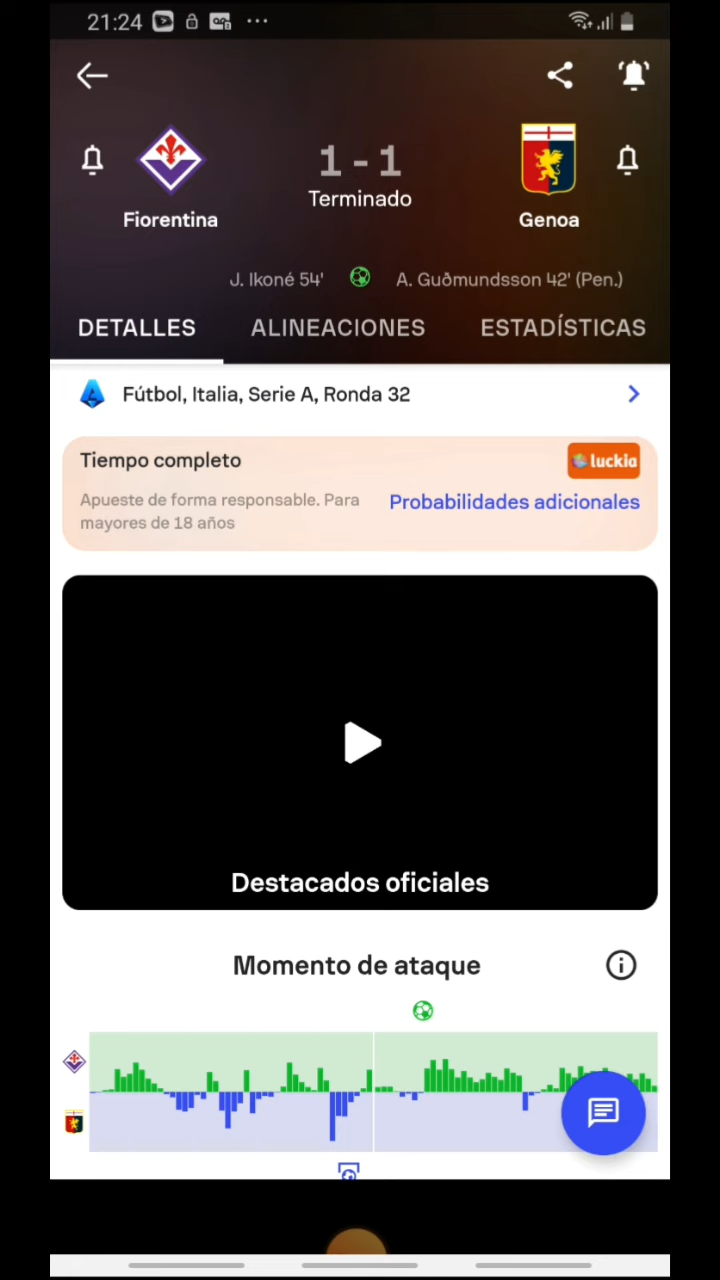 21:24
1 - 1
Terminado
Fiorentina
Genoa
J. Ikoné 54'
A. Guðmundsson 42' (Pen.)
DETALLES
ALINEACIONES
ESTADÍSTICAS
Fútbol, Italia, Serie A, Ronda 32
Tiempo completo
luckia
Apueste de forma responsable. Para
mayores de 18 años
Probabilidades adicionales
Destacados oficiales
Momento de ataque